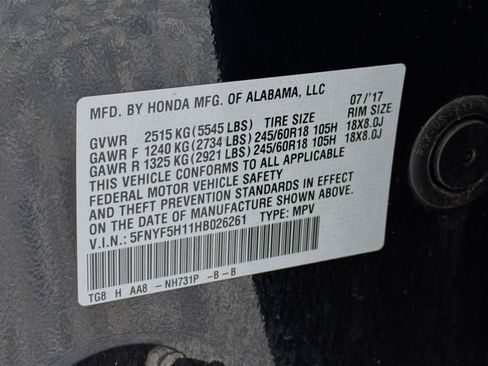 MFD. BY HONDA MFG. OF ALABAMA, LLC 07/'17
GVWR 2515 KG (5545 LBS) TIRE SIZE RIM SIZE
GAWR F 1240 KG (2734 LBS) 245/60R18 105H 18X8.0J
GAWR R 1325 KG (2921 LBS) 245/60R18 105H 18X8.0J
THIS VEHICLE CONFORMS TO ALL APPLICABLE
FEDERAL MOTOR VEHICLE SAFETY
AND THEFT PREVENTION STANDARDS IN EFFECT
ON THE DATE OF MANUFACTURE SHOWN ABOVE.
V.I.N.: 5FNYF5H11HB026261 TYPE: MPV
TG8 H AA8 -NH731P -B -B